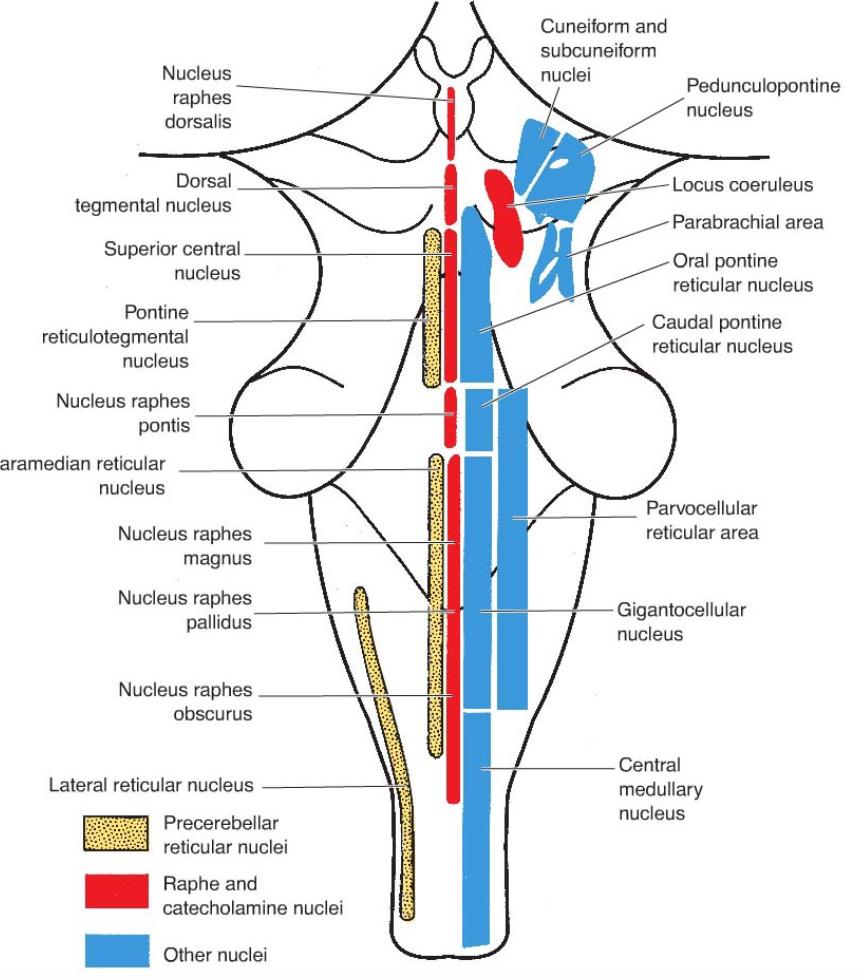 Cuneiform and
subcuneiform
nuclei
Pedunculopontine
nucleus
Locus coeruleus
Parabrachial area
Oral pontine
reticular nucleus
Caudal pontine
reticular nucleus
Parvocellular
reticular area
Gigantocellular
nucleus
Central
medullary
nucleus
Nucleus
raphes
dorsalis
Dorsal
tegmental nucleus
Superior central
nucleus
Pontine
reticulotegmental
nucleus
Nucleus raphes
pontis
aramedian reticular
nucleus
Nucleus raphes
magnus
Nucleus raphes
pallidus
Nucleus raphes
obscurus
Lateral reticular nucleus
Precerebellar
reticular nuclei
Raphe and
catecholamine nuclei
Other nuclei